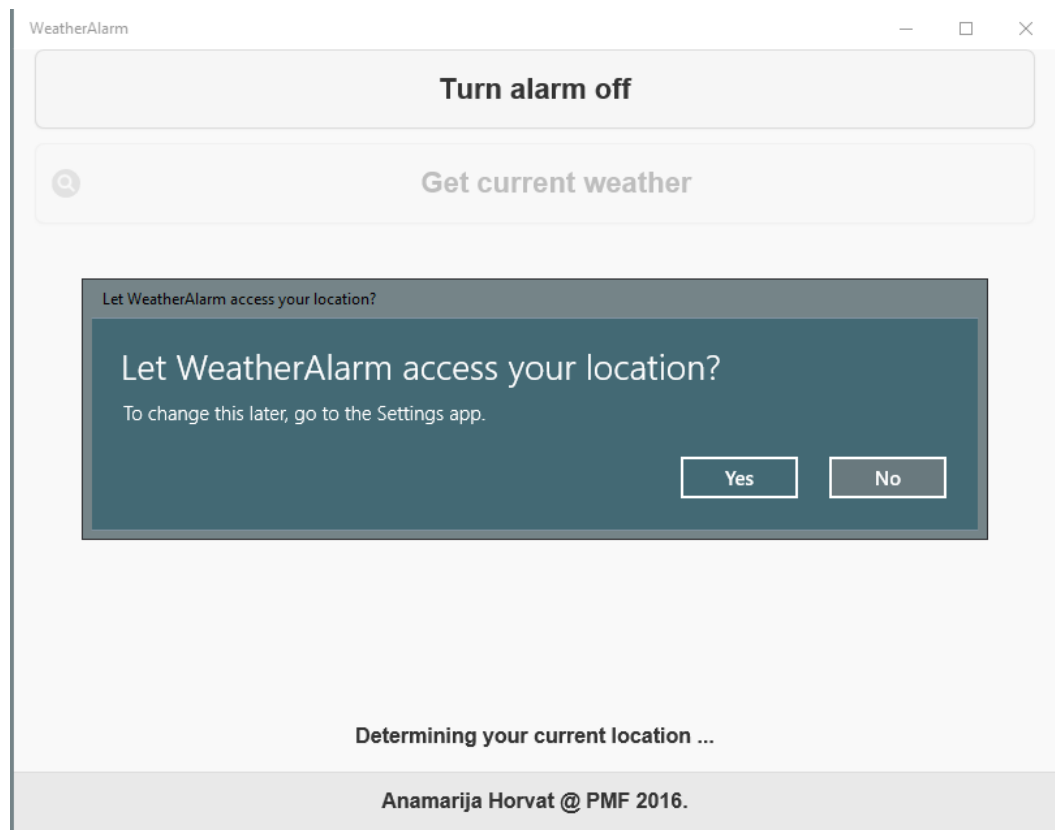 WeatherAlarm
Turn alarm off
Get current weather
Let WeatherAlarm access your location?
Let WeatherAlarm access your location?
To change this later, go to the Settings app.
Yes No
Determining your current location ...
Anamarija Horvat @ PMF 2016.